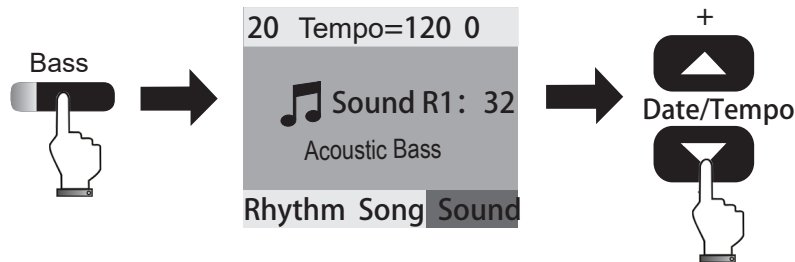 Bass
20 Tempo=120 0
Sound R1: 32
Acoustic Bass
Rhythm Song Sound
+
Date/Tempo